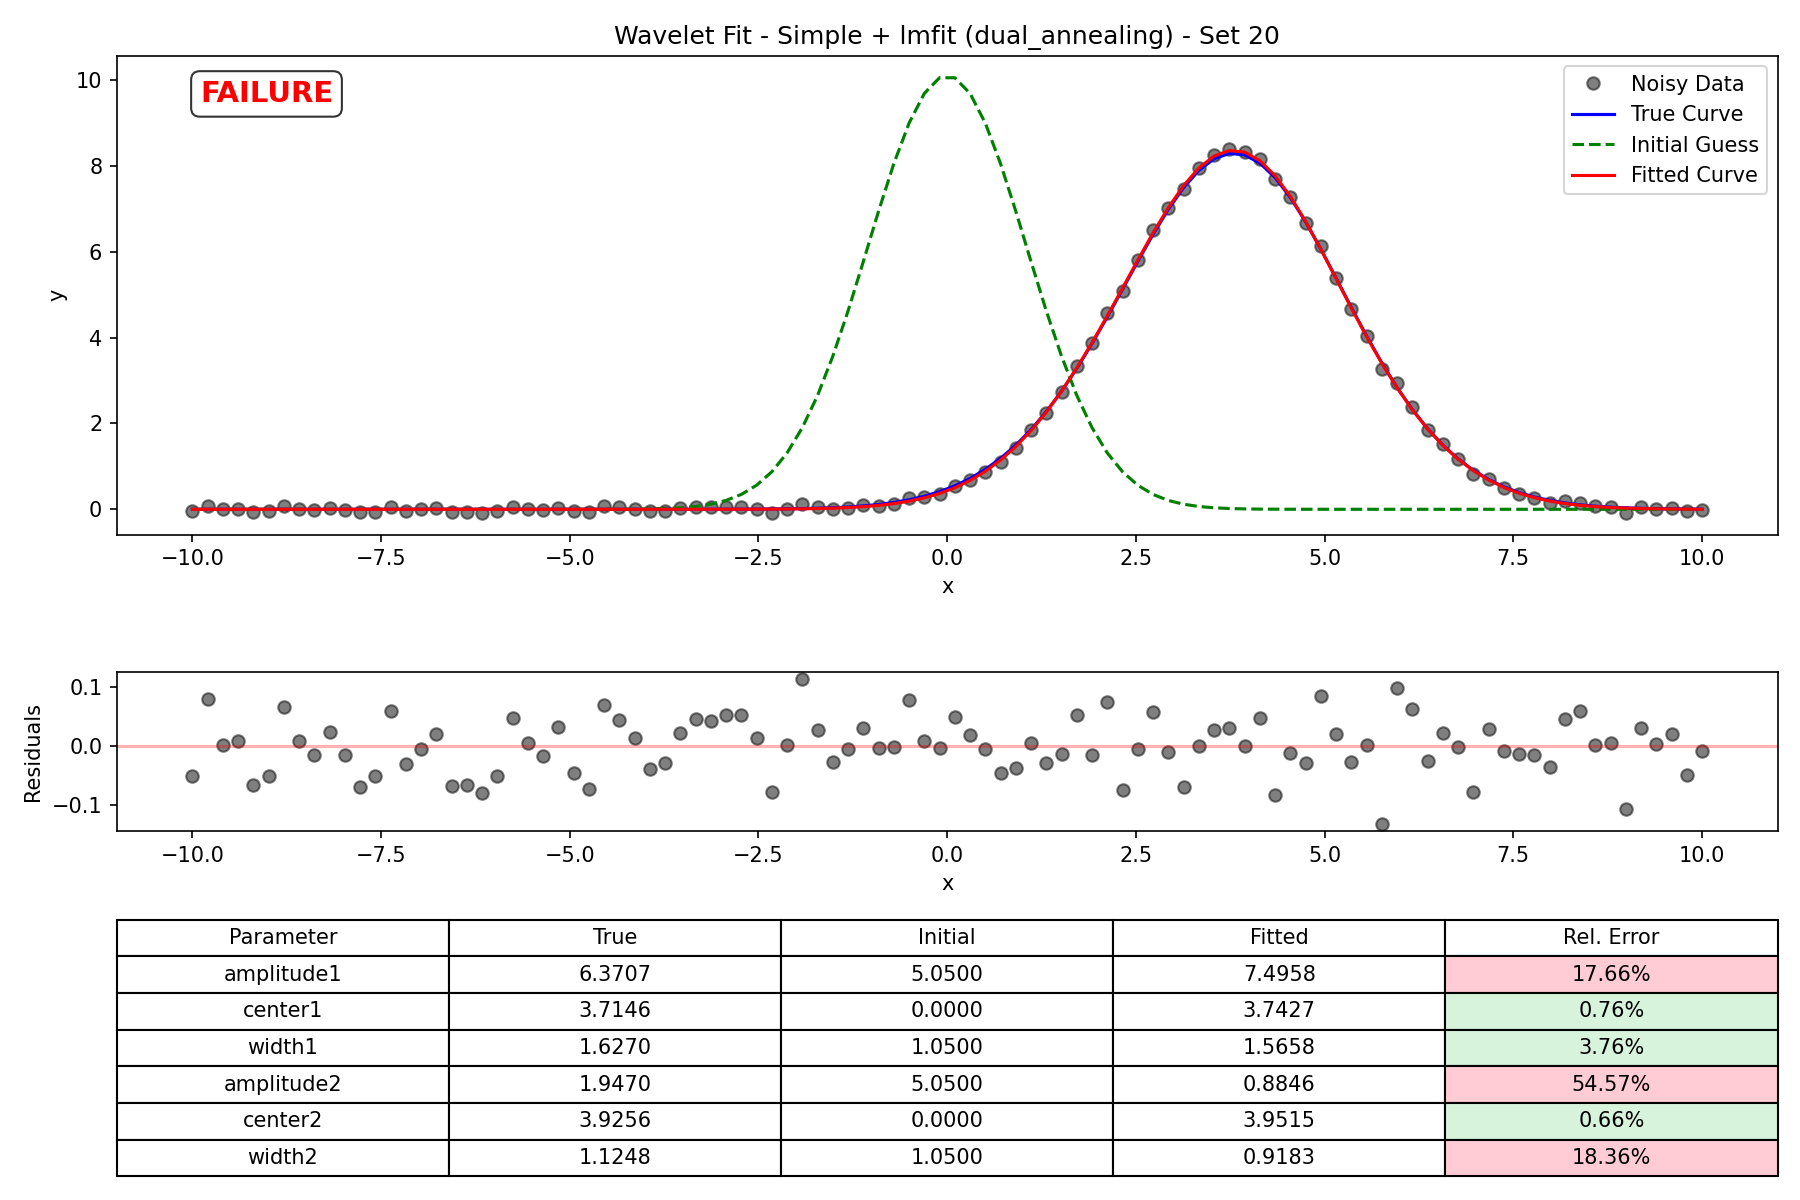 Wavelet Fit - Simple + lmfit (dual_annealing) - Set 20
FAILURE
Noisy Data
True Curve
Initial Guess
Fitted Curve
10
8
6
4
2
0
y
−10.0 −7.5 −5.0 −2.5 0.0 2.5 5.0 7.5 10.0
x
0.1
0.0
−0.1
Residuals
−10.0 −7.5 −5.0 −2.5 0.0 2.5 5.0 7.5 10.0
x
Parameter True Initial Fitted Rel. Error
amplitude1 6.3707 5.0500 7.4958 17.66%
center1 3.7146 0.0000 3.7427 0.76%
width1 1.6270 1.0500 1.5658 3.76%
amplitude2 1.9470 5.0500 0.8846 54.57%
center2 3.9256 0.0000 3.9515 0.66%
width2 1.1248 1.0500 0.9183 18.36%